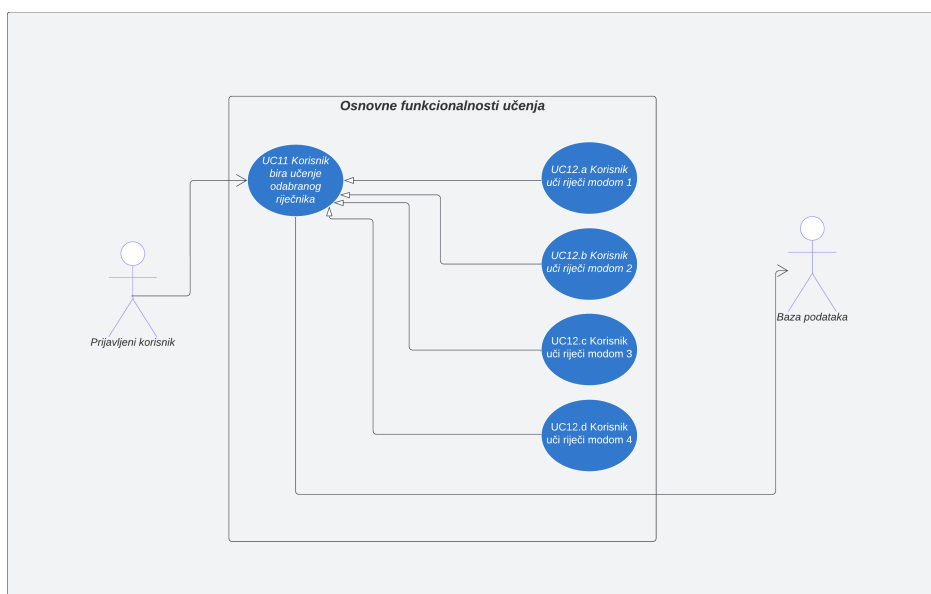 Osnovne funkcionalnosti učenja
UC11 Korisnik
bira učenje
odabranog
riječnika
UC12.a Korisnik
uči riječi modom 1
UC12.b Korisnik
uči riječi modom 2
UC12.c Korisnik
uči riječi modom 3
UC12.d Korisnik
uči riječi modom 4
Prijavljeni korisnik
Baza podataka